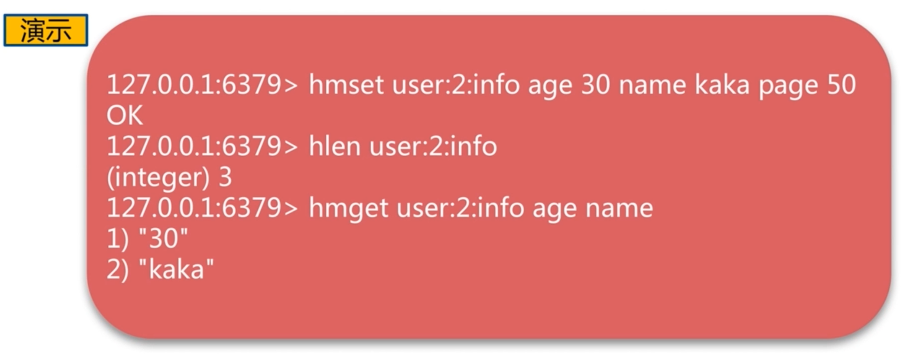 演示
127.0.0.1:6379> hmset user:2:info age 30 name kaka page 50
OK
127.0.0.1:6379> hlen user:2:info
(integer) 3
127.0.0.1:6379> hmget user:2:info age name
1) "30"
2) "kaka"